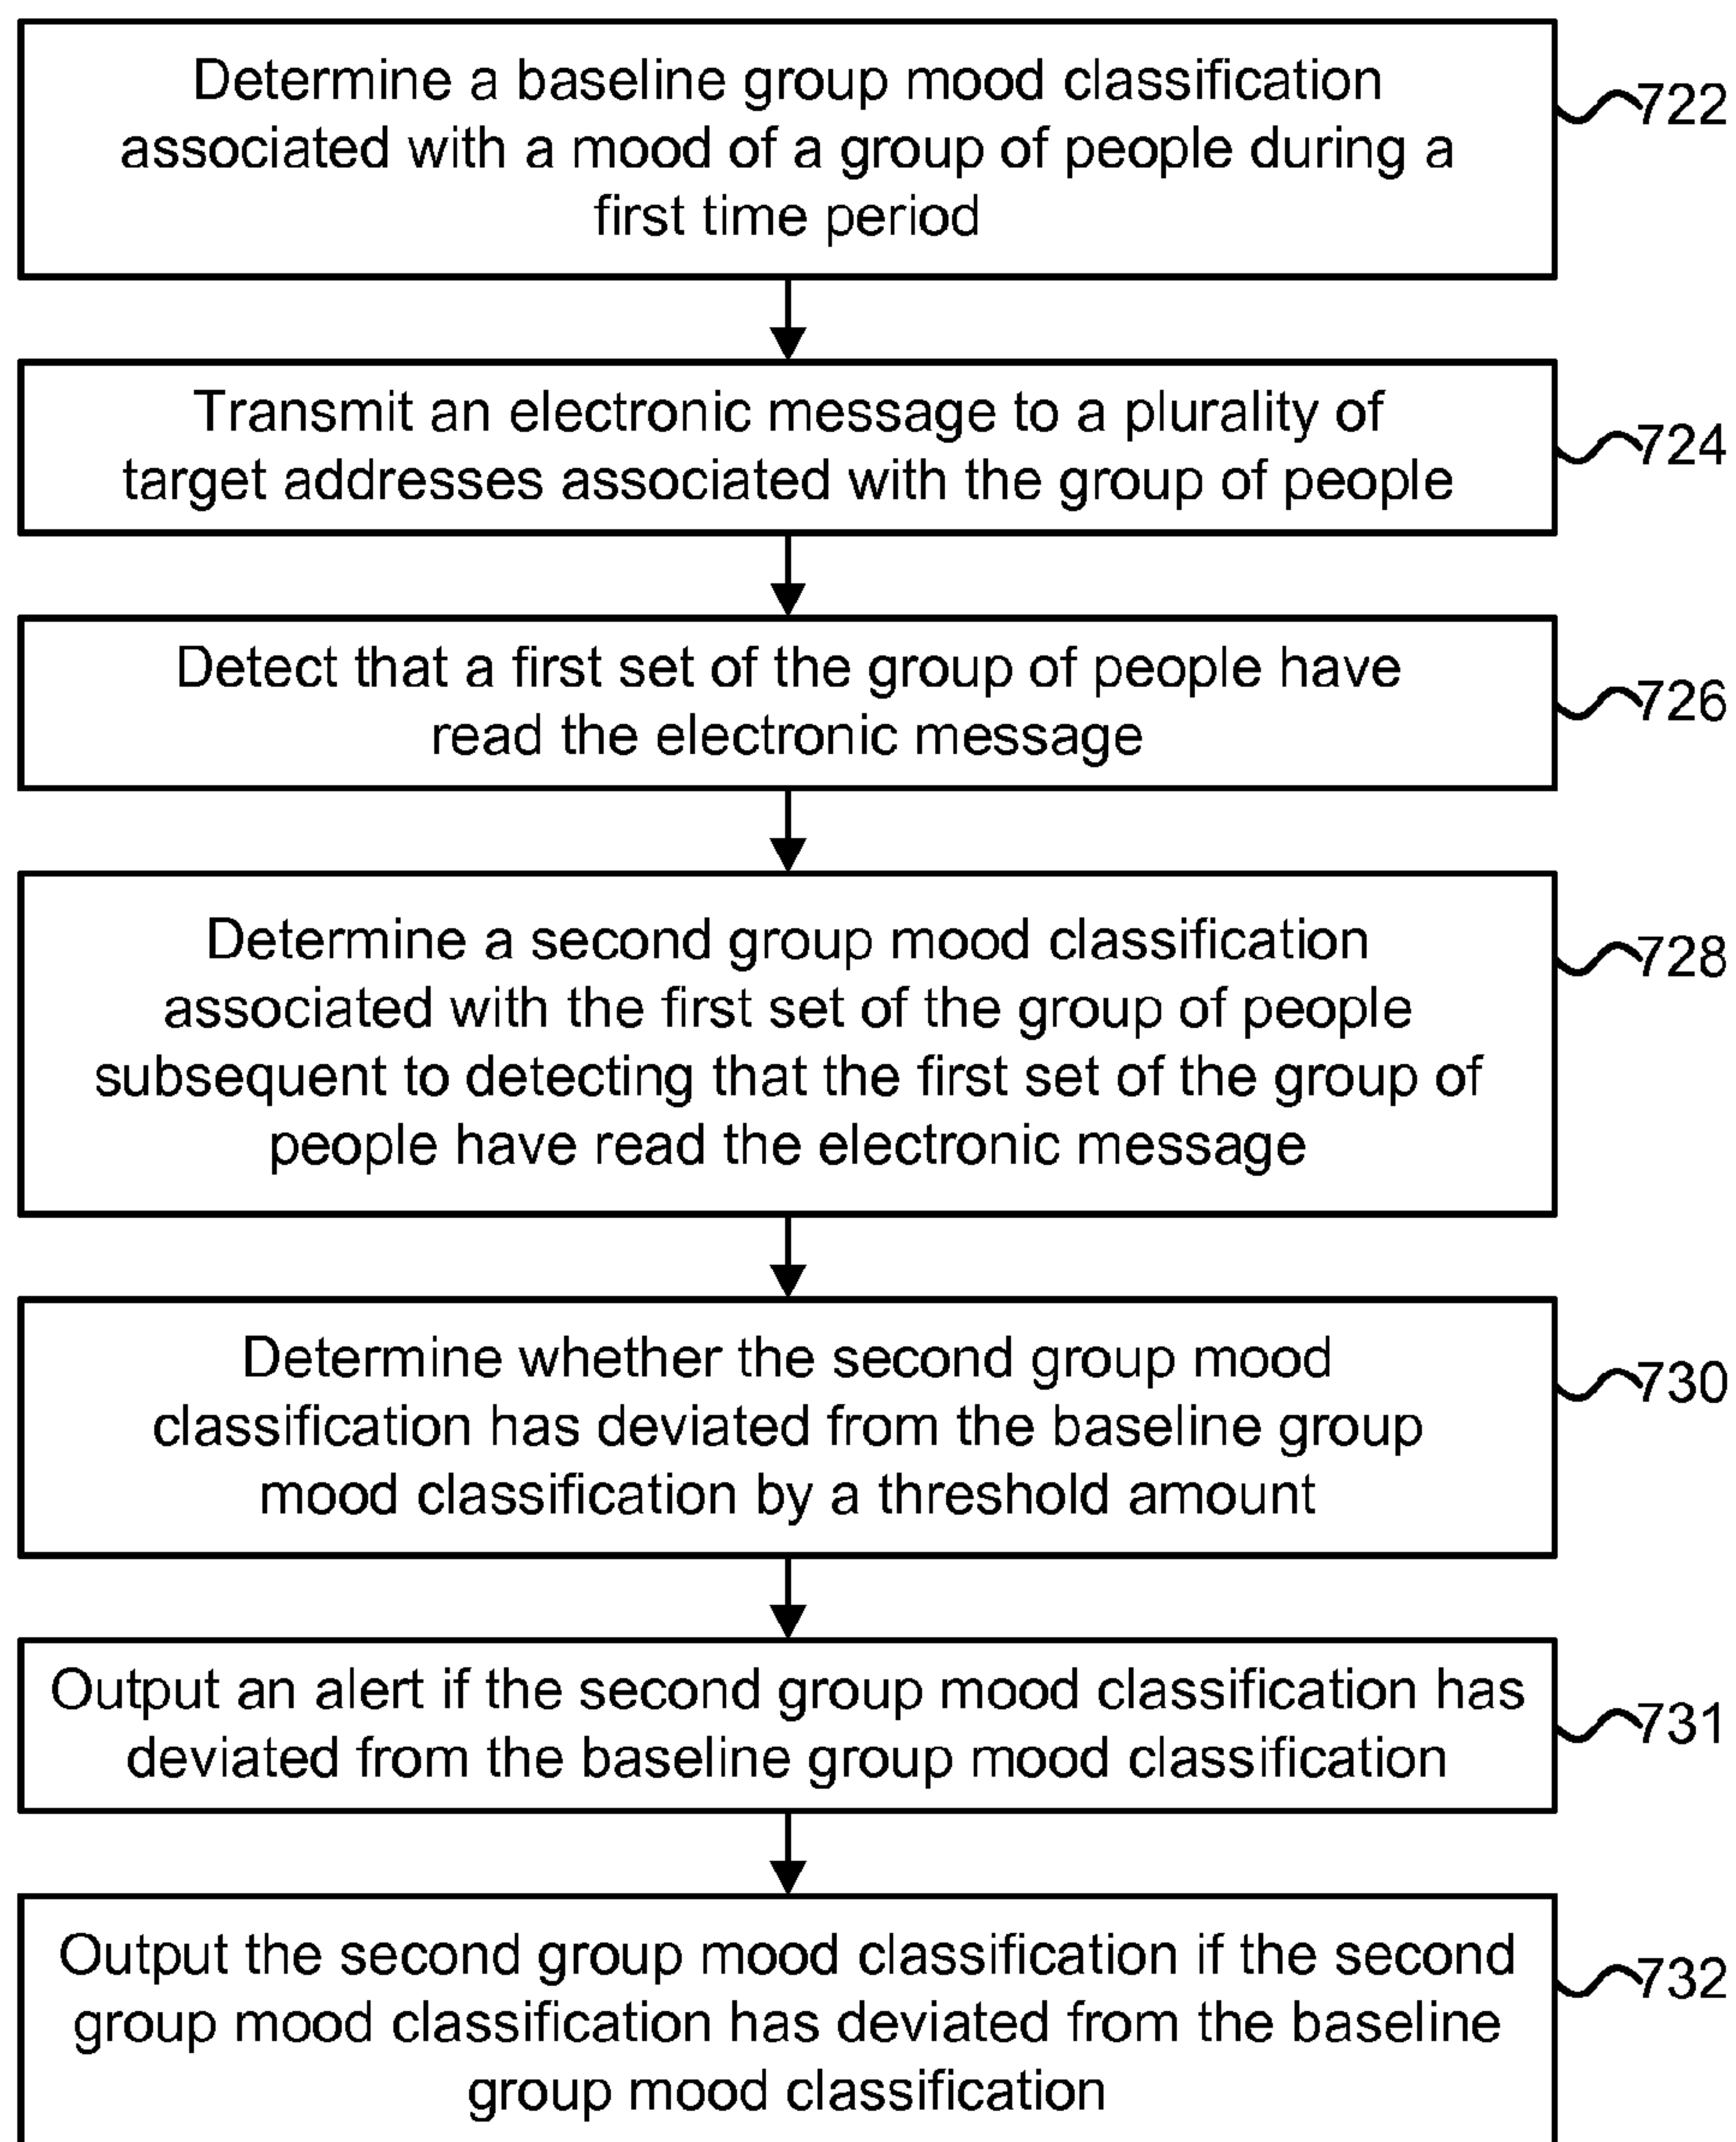 Determine a baseline group mood classification
associated with a mood of a group of people during a
first time period
722
Transmit an electronic message to a plurality of
target addresses associated with the group of people
724
Detect that a first set of the group of people have
read the electronic message
726
Determine a second group mood classification
associated with the first set of the group of people
subsequent to detecting that the first set of the group of
people have read the electronic message
728
Determine whether the second group mood
classification has deviated from the baseline group
mood classification by a threshold amount
730
Output an alert if the second group mood classification has
deviated from the baseline group mood classification
731
Output the second group mood classification if the second
group mood classification has deviated from the baseline
group mood classification
732